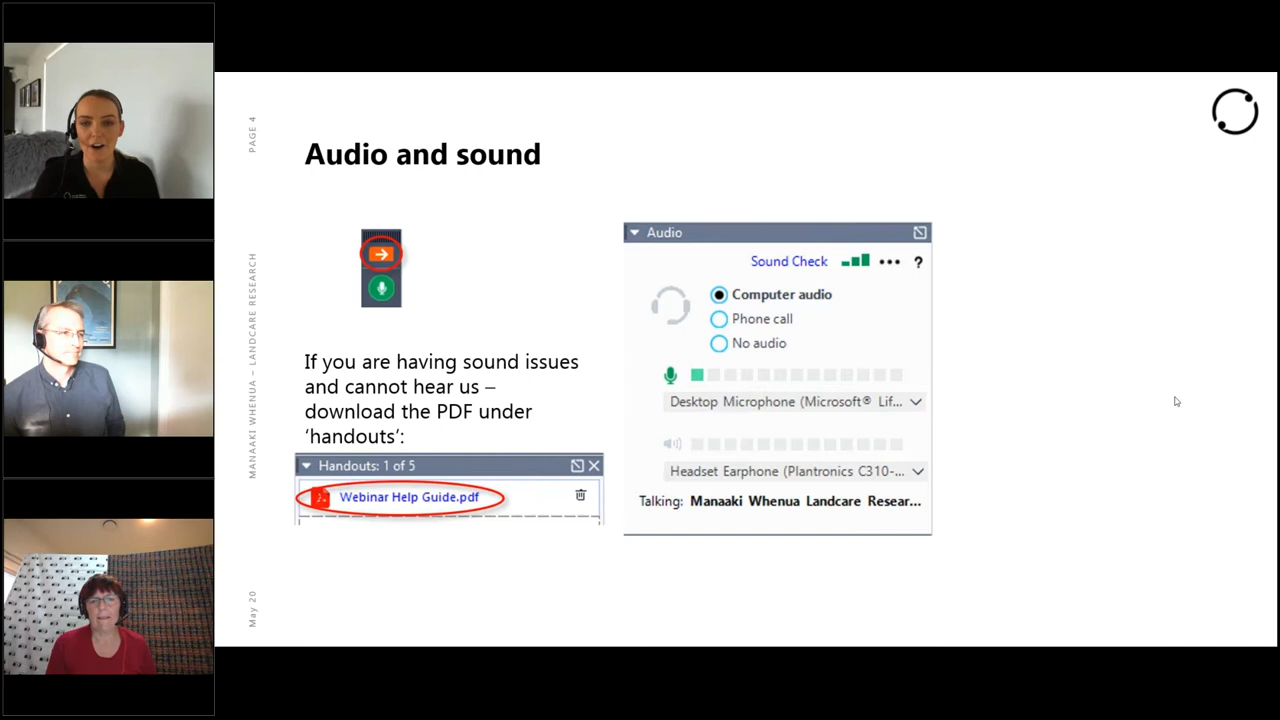 PAGE 4
MANAAKI WHENUA – LANDCARE RESEARCH
May 20
Audio and sound
If you are having sound issues
and cannot hear us –
download the PDF under
‘handouts’:
Handouts: 1 of 5
Webinar Help Guide.pdf
Audio
Sound Check
?
Computer audio
Phone call
No audio
Desktop Microphone (Microsoft® Lif...
Headset Earphone (Plantronics C310-...
Talking: Manaaki Whenua Landcare Resear...